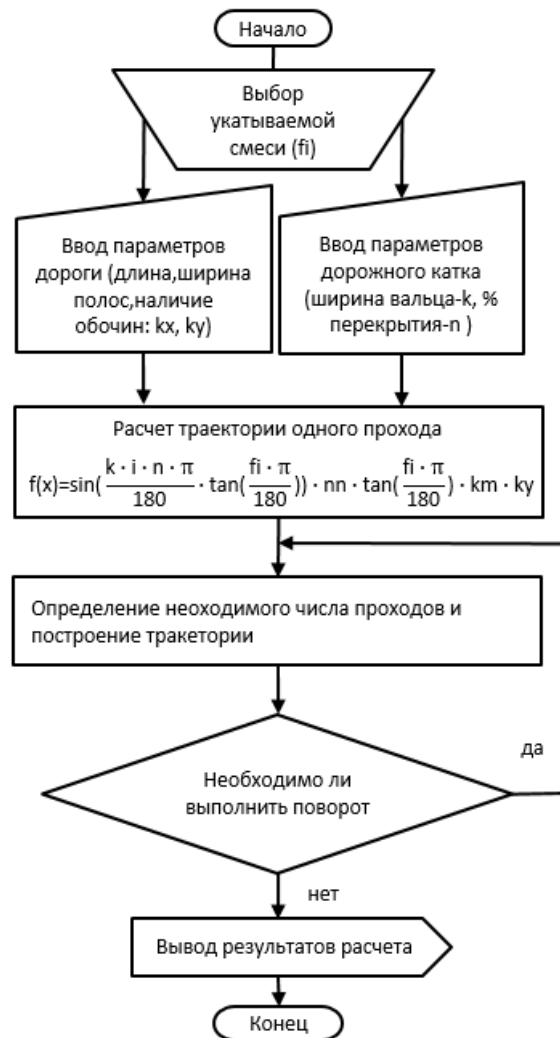 Начало
Выбор
укатываемой
смеси (fi)
Ввод параметров
дороги (длина,ширина
полос,наличие
обочин: kx, ky)
Ввод параметров
дорожного катка
(ширина вальца-k, %
перекрытия-n )
Расчет траектории одного прохода
f(x)=sin(k · i · n · π/180 · tan(fi · π/180)) · nn · tan(fi · π/180) · km · ky
Определение неоходимого числа проходов и
построение тракетории
да
Необходимо ли
выполнить поворот
нет
Вывод результатов расчета
Конец